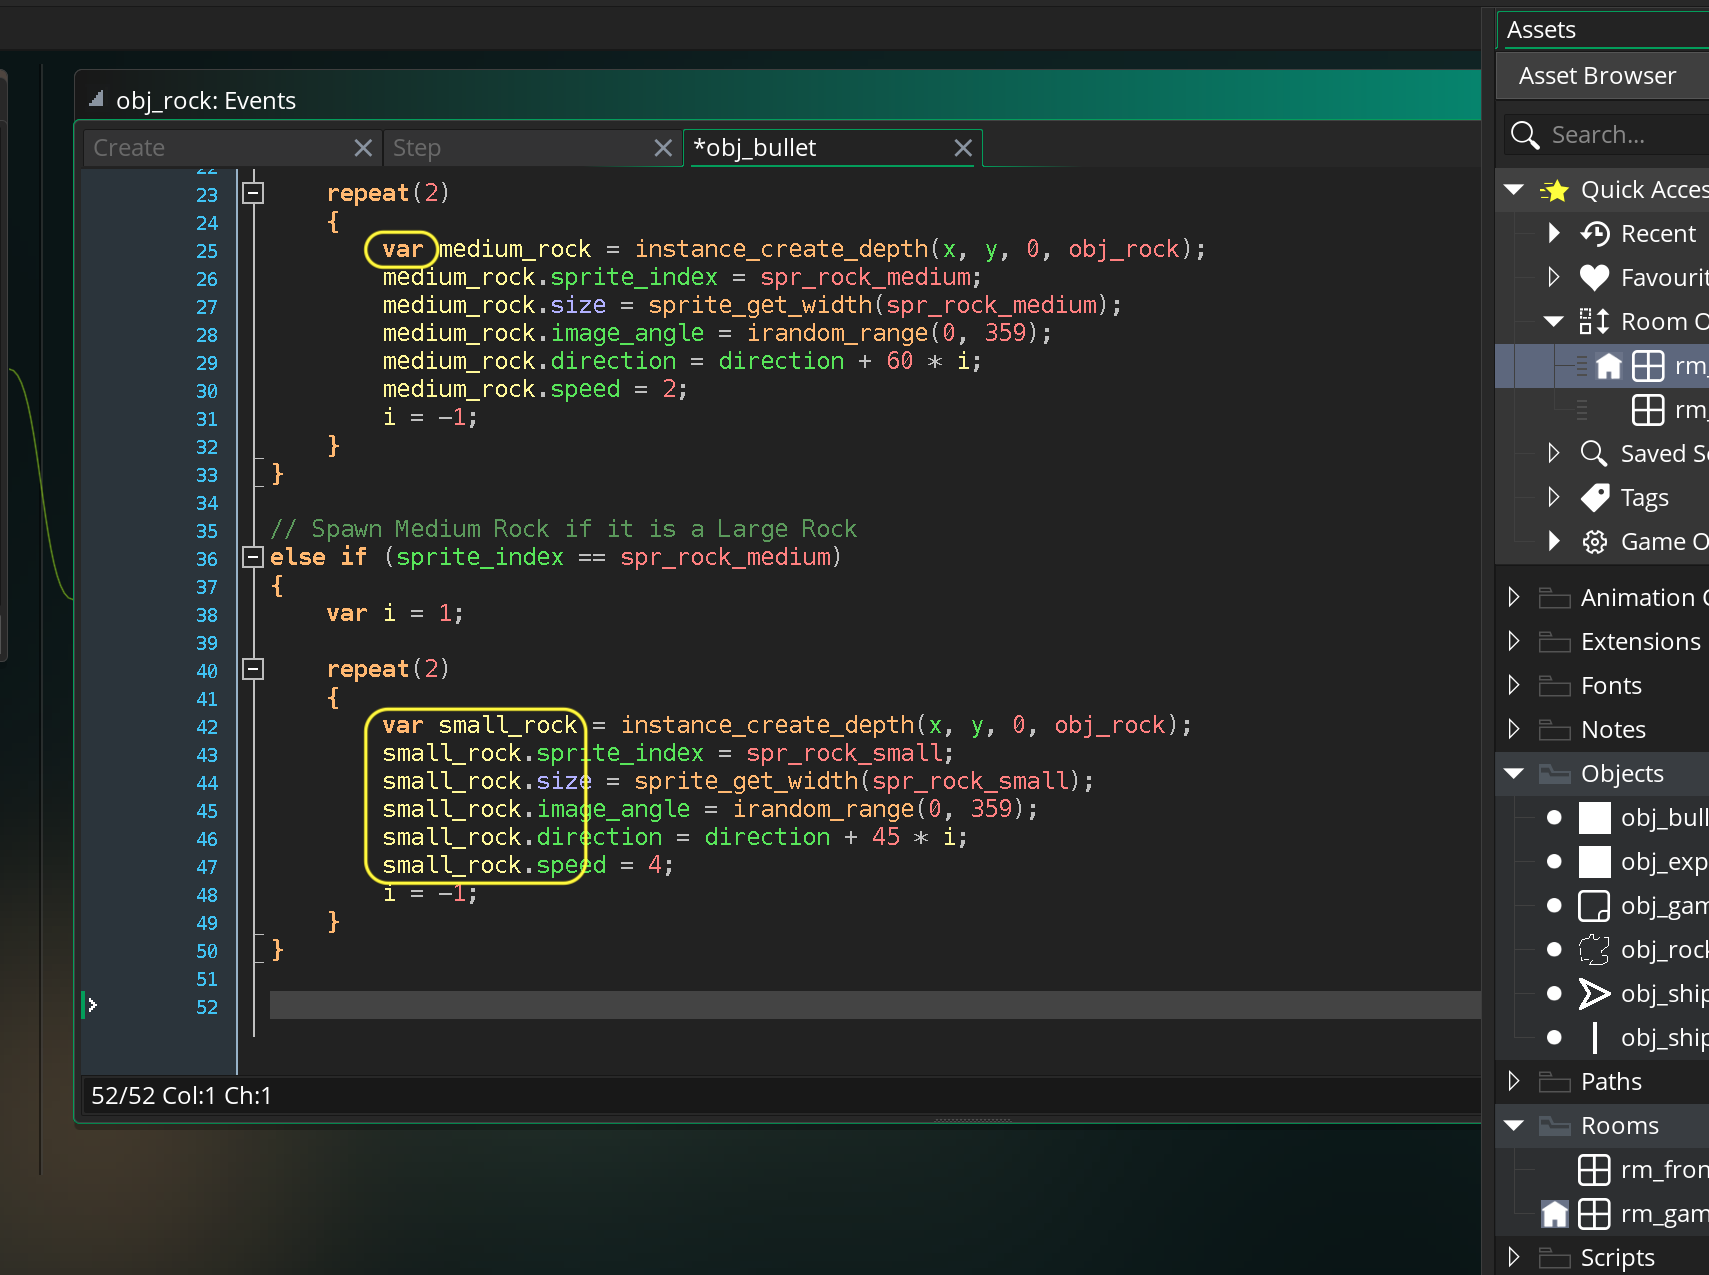 Assets
Asset Browser
Search...
obj_rock: Events
Create
Step
*obj_bullet
22
23 repeat(2)
24 {
25 var medium_rock = instance_create_depth(x, y, 0, obj_rock);
26 medium_rock.sprite_index = spr_rock_medium;
27 medium_rock.size = sprite_get_width(spr_rock_medium);
28 medium_rock.image_angle = irandom_range(0, 359);
29 medium_rock.direction = direction + 60 * i;
30 medium_rock.speed = 2;
31 i = -1;
32 }
33 }
34
35 // Spawn Medium Rock if it is a Large Rock
36 else if (sprite_index == spr_rock_medium)
37 {
38 var i = 1;
39
40 repeat(2)
41 {
42 var small_rock = instance_create_depth(x, y, 0, obj_rock);
43 small_rock.sprite_index = spr_rock_small;
44 small_rock.size = sprite_get_width(spr_rock_small);
45 small_rock.image_angle = irandom_range(0, 359);
46 small_rock.direction = direction + 45 * i;
47 small_rock.speed = 4;
48 i = -1;
49 }
50 }
51
52
52/52 Col:1 Ch:1
Quick Acces
Recent
Favourit
Room O
rm_
rm_
Saved Se
Tags
Game O
Animation C
Extensions
Fonts
Notes
Objects
obj_bull
obj_exp
obj_gam
obj_rock
obj_ship
obj_ship
Paths
Rooms
rm_fron
rm_gam
Scripts